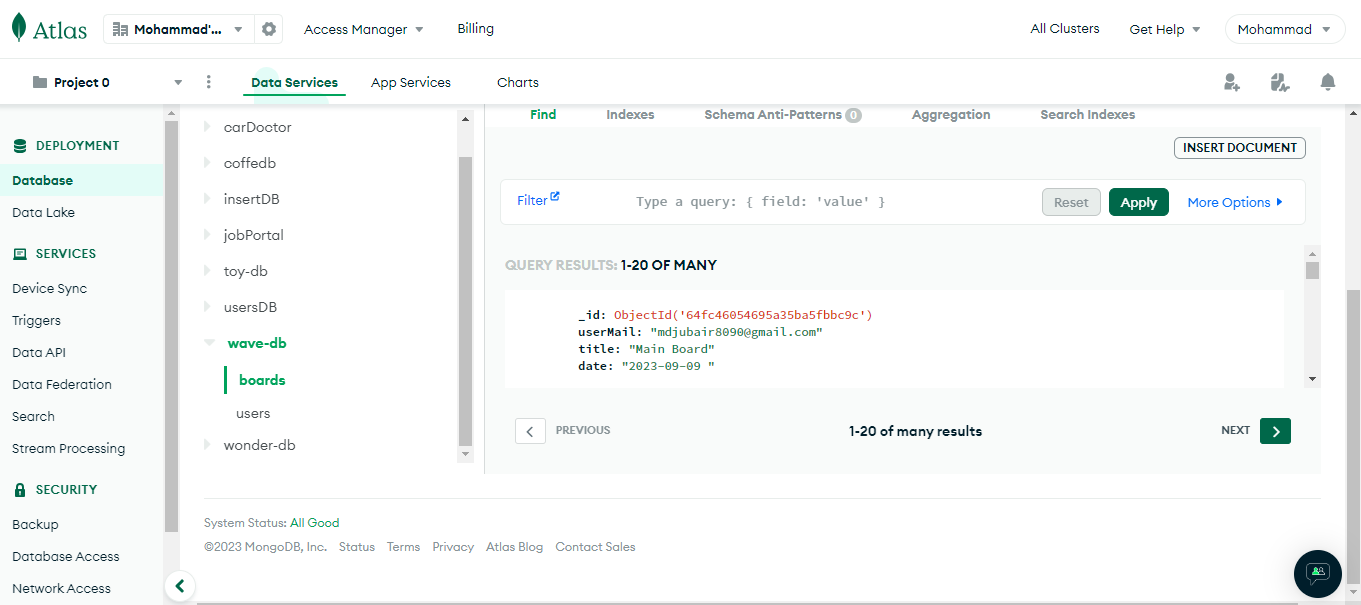 Atlas
Mohammad'...
Access Manager
Billing
All Clusters
Get Help
Mohammad
Project 0
Data Services
App Services
Charts
DEPLOYMENT
Database
Data Lake
SERVICES
Device Sync
Triggers
Data API
Data Federation
Search
Stream Processing
SECURITY
Backup
Database Access
Network Access
carDoctor
coffedb
insertDB
jobPortal
toy-db
usersDB
wave-db
boards
users
wonder-db
Find
Indexes
Schema Anti-Patterns 0
Aggregation
Search Indexes
INSERT DOCUMENT
Filter
Type a query: { field: 'value' }
Reset
Apply
More Options
QUERY RESULTS: 1-20 OF MANY
_id: ObjectId('64fc46054695a35ba5fbbc9c')
userMail: "mdjubair8090@gmail.com"
title: "Main Board"
date: "2023-09-09 "
PREVIOUS
1-20 of many results
NEXT
System Status: All Good
©2023 MongoDB, Inc. Status Terms Privacy Atlas Blog Contact Sales